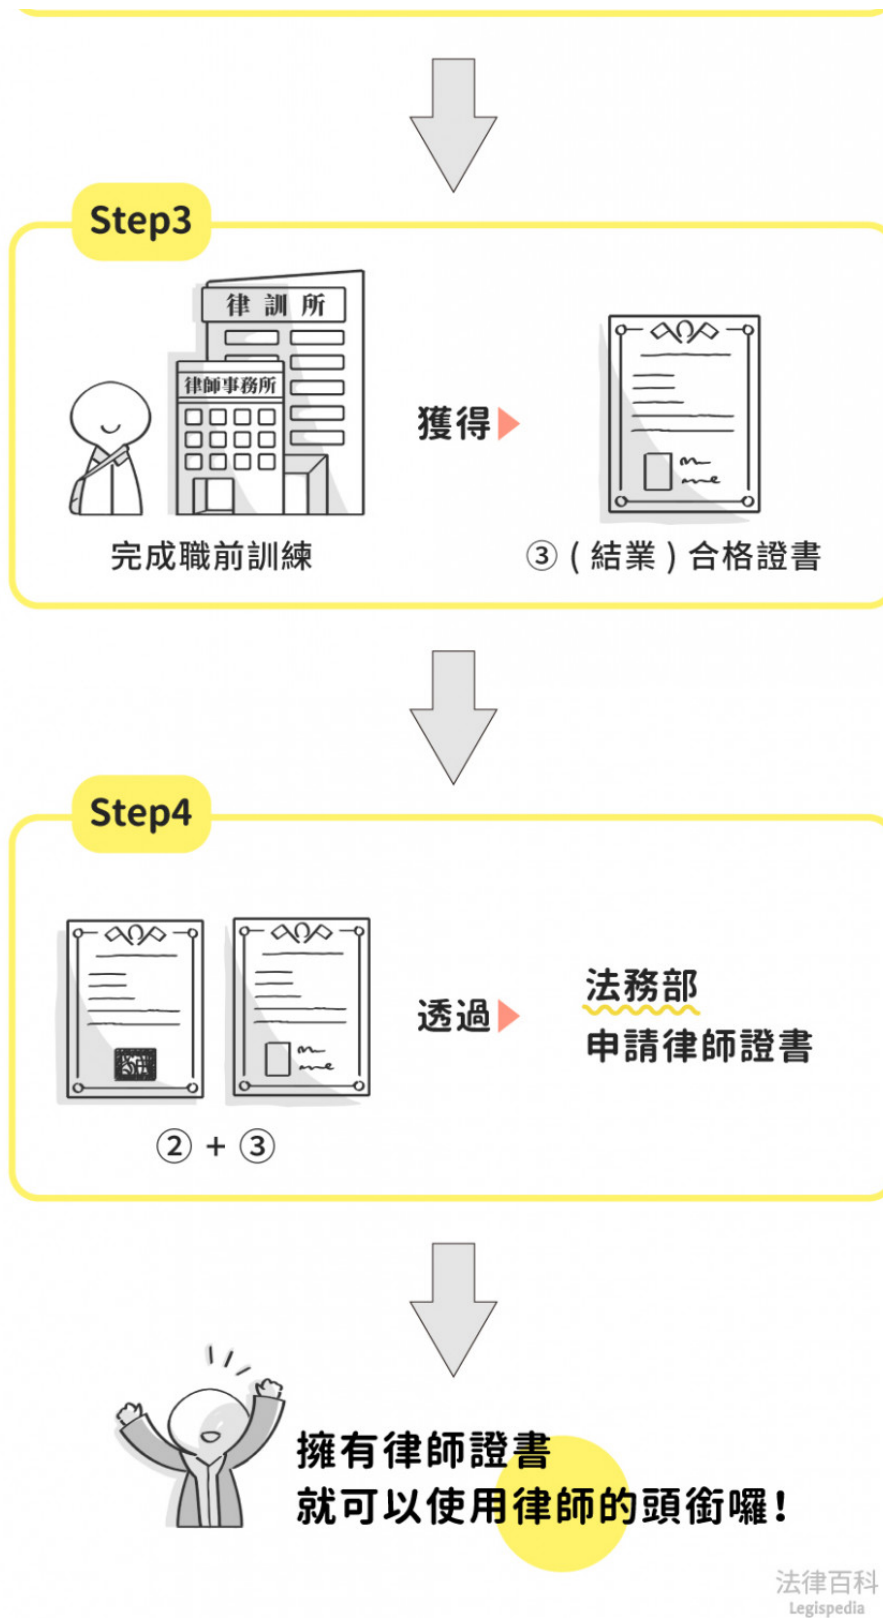 Step3
律訓所
律師事務所
獲得
完成職前訓練
③(結業)合格證書
Step4
透過
法務部
申請律師證書
②+③
擁有律師證書
就可以使用律師的頭銜囉!
法律百科
Legispedia